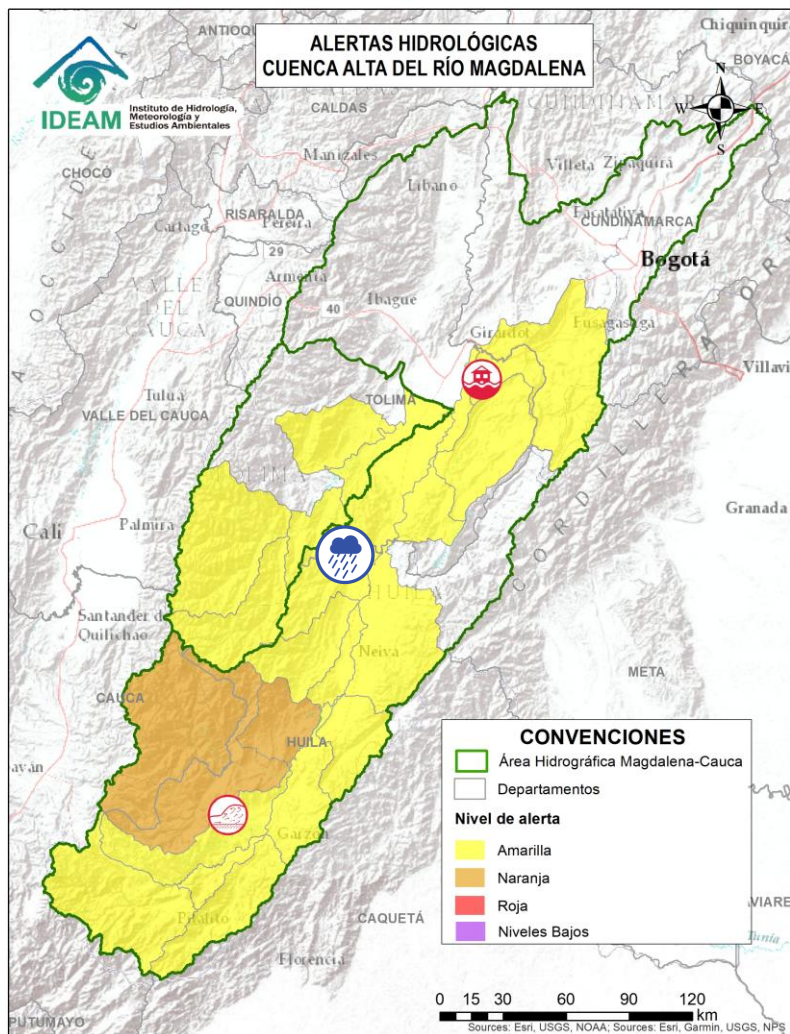 ALERTAS HIDROLÓGICAS
CUENCA ALTA DEL RÍO MAGDALENA
IDEAM
Instituto de Hidrología,
Meteorología y
Estudios Ambientales
N
W
E
S
Chiquinquirá
BOYACÁ
CALDAS
CHOCÓ
Manizales
Líbano
Villeta
Zipaquirá
RISARALDA
Cartago
Pereira
Facatativá
CUNDINAMARCA
29
Armenia
Bogotá
QUINDÍO
40
Ibagué
Girardot
Fusagasugá
Villavi
VALLE
DEL
CAUCA
Tuluá
VALLE DEL CAUCA
TOLIMA
CORDILLERA ORI
Granada
Cali
Palmira
HUILA
Santander de
Quilichao
Neiva
META
CAUCA
HUILA
Garzón
CAQUETÁ
Pitalito
Florencia
PUTUMAYO
CONVENCIONES
Área Hidrográfica Magdalena-Cauca
Departamentos
Nivel de alerta
Amarilla
Naranja
Roja
Niveles Bajos
VIARE
Tunía
0 15 30 60 90 120
km
Sources: Esri, USGS, NOAA; Sources: Esri, Garmin, USGS, NPS